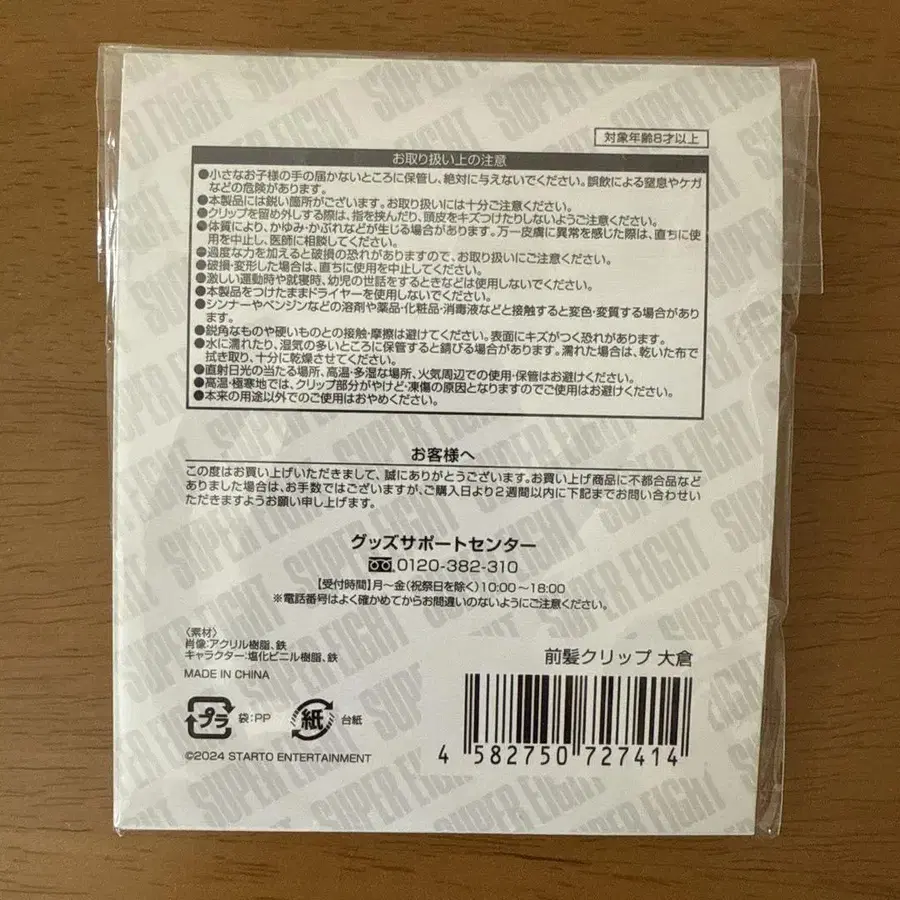 SUPER EIGHT
対象年齢8才以上
お取り扱い上の注意
●小さなお子様の手の届かないところに保管し、絶対に与えないでください。誤飲による窒息やケガ
などの危険があります。
●本製品には鋭い箇所がございます。お取り扱いには十分ご注意ください。
●クリップを留め外しする際は、指を挟んだり、頭皮をキズつけたりしないようご注意ください。
●体質により、かゆみ・かぶれなどが生じる場合があります。万一皮膚に異常を感じた際は、直ちに使
用を中止し、医師に相談してください。
●過度な力を加えると破損の恐れがありますので、お取り扱いにご注意ください。
●破損・変形した場合は、直ちに使用を中止してください。
●激しい運動時や就寝時、幼児の世話をするときなどは使用しないでください。
●本製品をつけたままドライヤーを使用しないでください。
●シンナーやベンジンなどの溶剤や薬品・化粧品・消毒液などと接触すると変色・変質する場合があり
ます。
●鋭角なものや硬いものとの接触・摩擦は避けてください。表面にキズがつく恐れがあります。
●水に濡れたり、湿気の多いところに保管すると錆びる場合があります。濡れた場合は、乾いた布で
拭き取り、十分に乾燥させてください。
●直射日光の当たる場所、高温・多湿な場所、火気周辺での使用・保管はお避けください。
●高温・極寒地では、クリップ部分がやけど・凍傷の原因となりますのでご使用はお避けください。
●本来の用途以外でのご使用はおやめください。
お客様へ
この度はお買い上げいただきまして、誠にありがとうございます。お買い上げ商品に不都合品など
ありました場合は、お手数ではございますが、ご購入日より2週間以内に下記までお問い合わせい
ただきますようお願い申し上げます。
グッズサポートセンター
0120-382-310
【受付時間】月〜金(祝祭日を除く)10:00〜18:00
※電話番号はよく確かめてからお間違いのないようにご注意ください。
〈素材〉
肖像:アクリル樹脂、鉄
キャラクター:塩化ビニル樹脂、鉄
MADE IN CHINA
前髪クリップ 大倉
プラ 袋:PP 紙 台紙
4 582750 727414
©2024 STARTO ENTERTAINMENT